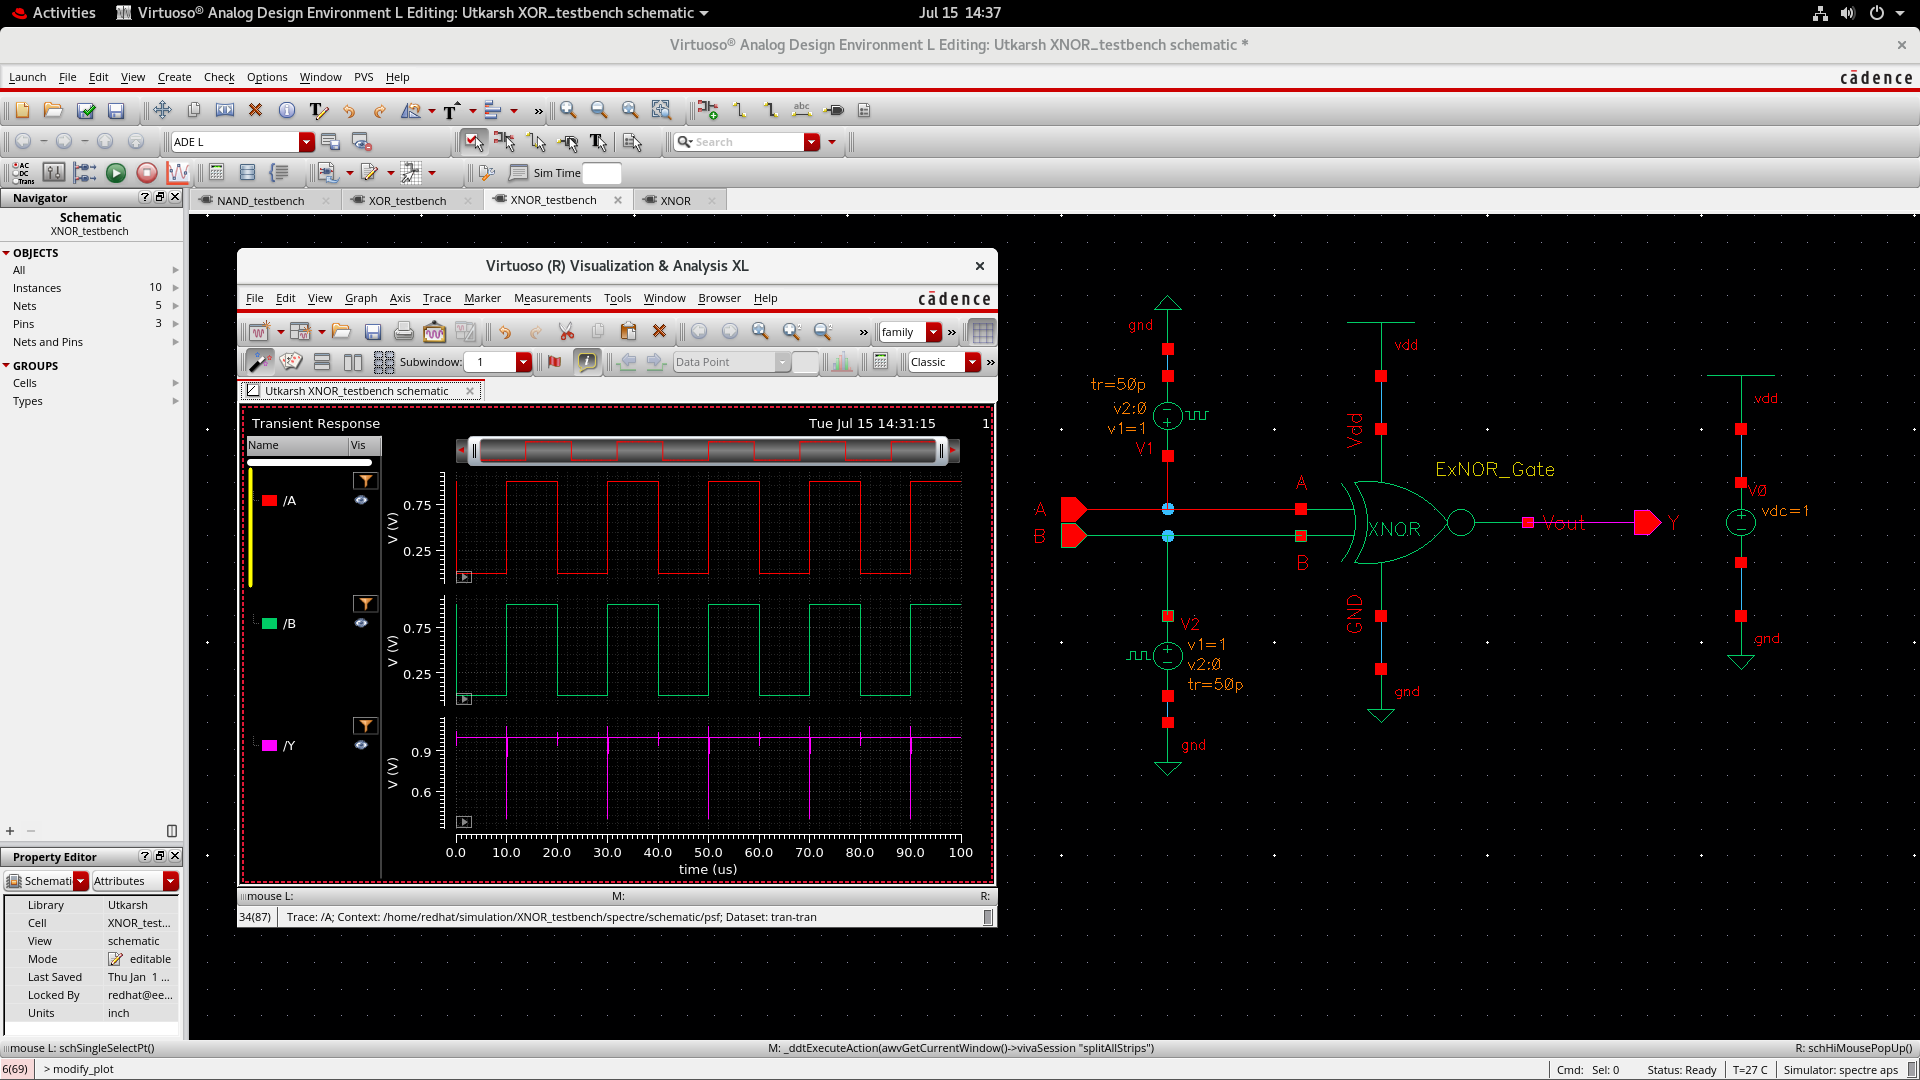 Activities
Virtuoso® Analog Design Environment L Editing: Utkarsh XOR_testbench schematic
Jul 15 14:37
Virtuoso® Analog Design Environment L Editing: Utkarsh XNOR_testbench schematic *
Launch File Edit View Create Check Options Window PVS Help
cādence
abc
ADE L
Search
AC
DC
Trans
Sim Time
Navigator
NAND_testbench
XOR_testbench
XNOR_testbench
XNOR
Schematic
XNOR_testbench
OBJECTS
All
Instances 10
Nets 5
Pins 3
Nets and Pins
GROUPS
Cells
Types
Virtuoso (R) Visualization & Analysis XL
File Edit View Graph Axis Trace Marker Measurements Tools Window Browser Help
cādence
family
Subwindow: 1
Data Point
Classic
Utkarsh XNOR_testbench schematic
Transient Response
Tue Jul 15 14:31:15 1
Name Vis
/A
V (V)
0.75
0.25
/B
V (V)
0.75
0.25
/Y
V (V)
0.9
0.6
0.0 10.0 20.0 30.0 40.0 50.0 60.0 70.0 80.0 90.0 100
time (us)
mouse L: M: R:
34(87) Trace: /A; Context: /home/redhat/simulation/XNOR_testbench/spectre/schematic/psf; Dataset: tran-tran
gnd
tr=50p
v2:0
v1=1
V1
vdd
Vdd
ExNOR_Gate
A
B
A
B
XNOR
Vout
Y
GND
gnd
V2
v1=1
v2:0
tr=50p
gnd
vdd
V0
vdc=1
gnd
Property Editor
Schemati Attributes
Library Utkarsh
Cell XNOR_test...
View schematic
Mode editable
Last Saved Thu Jan 1 ...
Locked By redhat@ee...
Units inch
mouse L: schSingleSelectPt()
M: _ddtExecuteAction(awvGetCurrentWindow()->vivaSession "splitAllStrips")
R: schHiMousePopUp()
6(69) > modify_plot
Cmd: Sel: 0 Status: Ready T=27 C Simulator: spectre aps